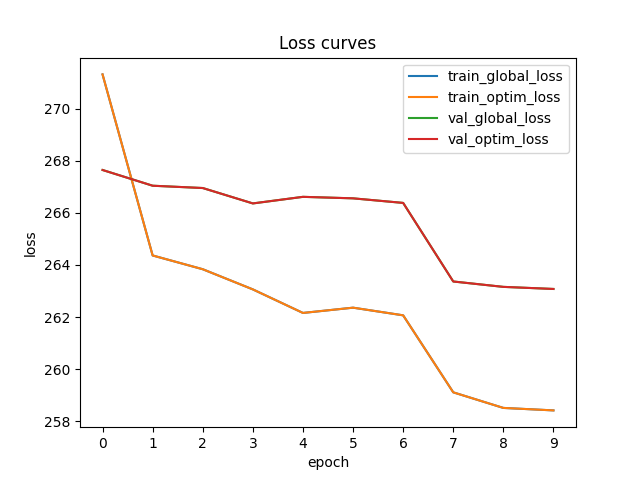 Loss curves
train_global_loss
train_optim_loss
val_global_loss
val_optim_loss
270
268
266
264
262
260
258
loss
0 1 2 3 4 5 6 7 8 9
epoch